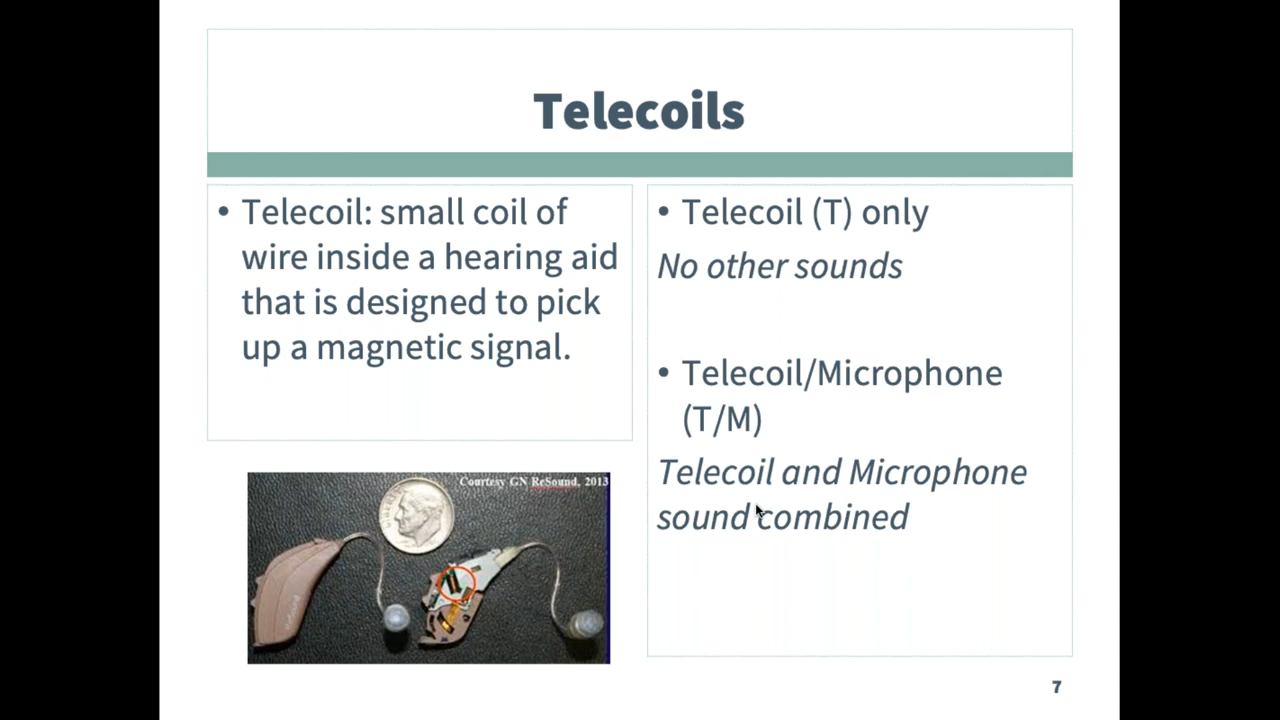 Telecoils
• Telecoil: small coil of
wire inside a hearing aid
that is designed to pick
up a magnetic signal.
• Telecoil (T) only
No other sounds
• Telecoil/Microphone
(T/M)
Telecoil and Microphone
sound combined
Courtesy GN ReSound, 2013
7